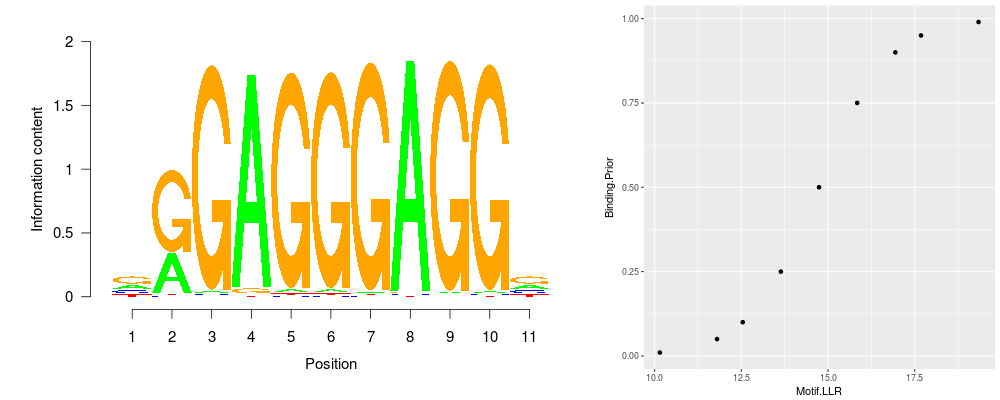 Information content
2
1.5
1
0.5
0
G
A
G A G G G A G G
1 2 3 4 5 6 7 8 9 10 11
Position
Binding.Prior
1.00
0.75
0.50
0.25
0.00
10.0 12.5 15.0 17.5
Motif.LLR